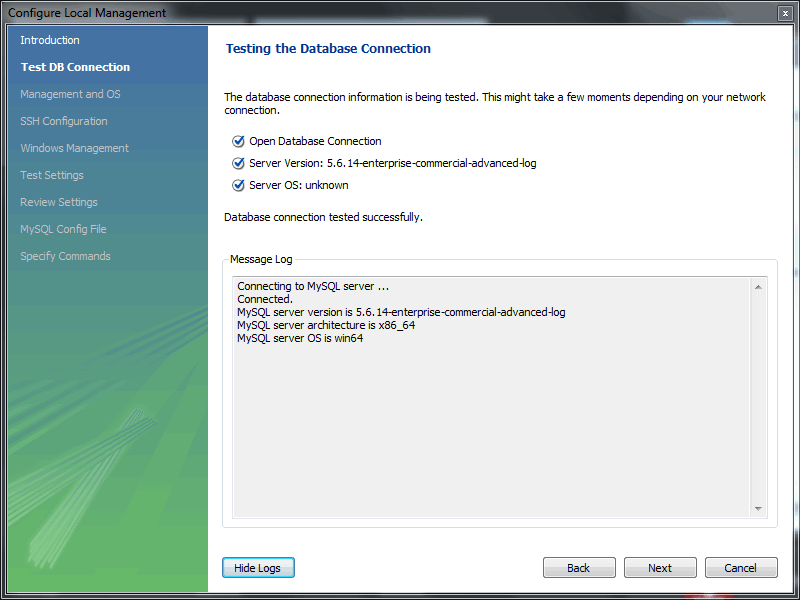 Configure Local Management
Introduction
Test DB Connection
Management and OS
SSH Configuration
Windows Management
Test Settings
Review Settings
MySQL Config File
Specify Commands
Testing the Database Connection
The database connection information is being tested. This might take a few moments depending on your network
connection.
Open Database Connection
Server Version: 5.6.14-enterprise-commercial-advanced-log
Server OS: unknown
Database connection tested successfully.
Message Log
Connecting to MySQL server ...
Connected.
MySQL server version is 5.6.14-enterprise-commercial-advanced-log
MySQL server architecture is x86_64
MySQL server OS is win64
Hide Logs
Back
Next
Cancel